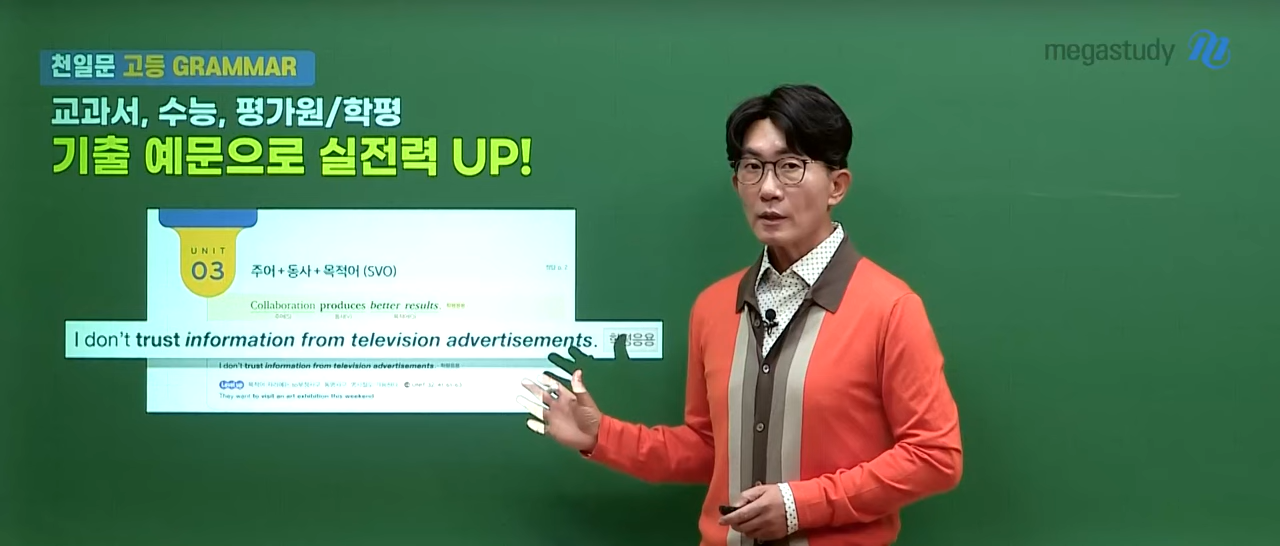 megastudy
천일문 고등 GRAMMAR
교과서, 수능, 평가원/학평
기출 예문으로 실전력 UP!
UNIT
03
주어+동사+목적어 (SVO)
Collaboration produces better results.
I don't trust information from television advertisements. 학평응용
I don't trust information from television advertisements.
They want to visit an art exhibition this weekend